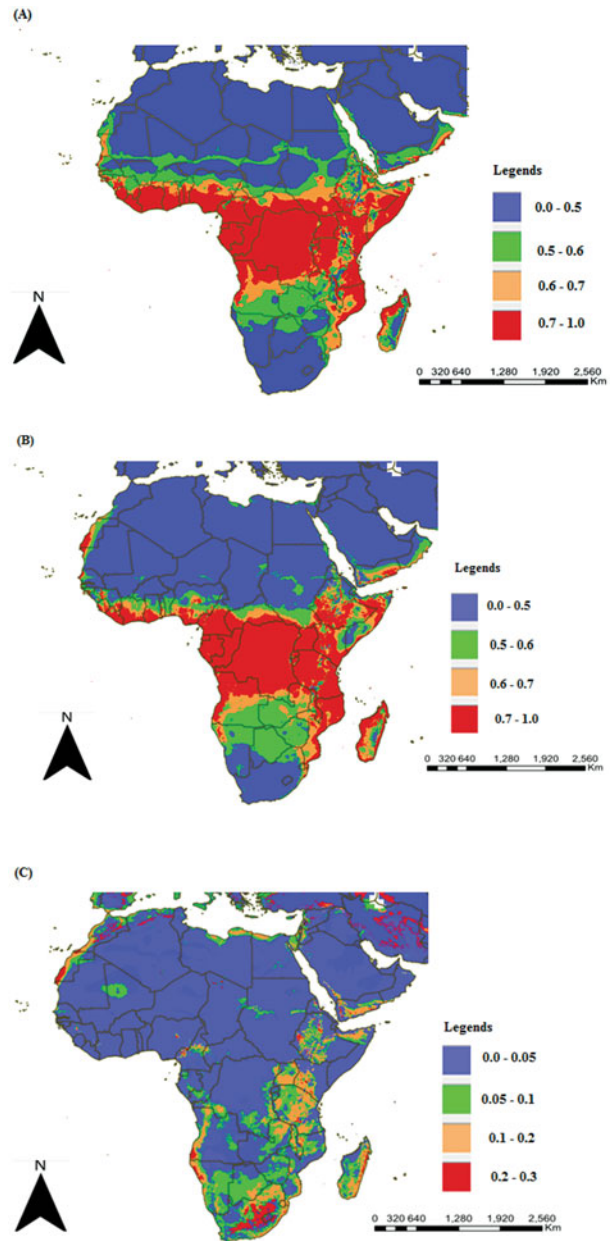 (A)
Legends
0.0 - 0.5
0.5 - 0.6
0.6 - 0.7
0.7 - 1.0
N
0 320 640 1,280 1,920 2,560
Km
(B)
Legends
0.0 - 0.5
0.5 - 0.6
0.6 - 0.7
0.7 - 1.0
N
0 320 640 1,280 1,920 2,560
Km
(C)
Legends
0.0 - 0.05
0.05 - 0.1
0.1 - 0.2
0.2 - 0.3
N
0 320 640 1,280 1,920 2,560
Km